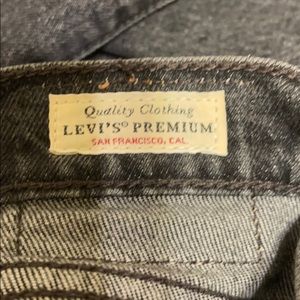 Quality Clothing
LEVI'S® PREMIUM
SAN FRANCISCO, CAL.